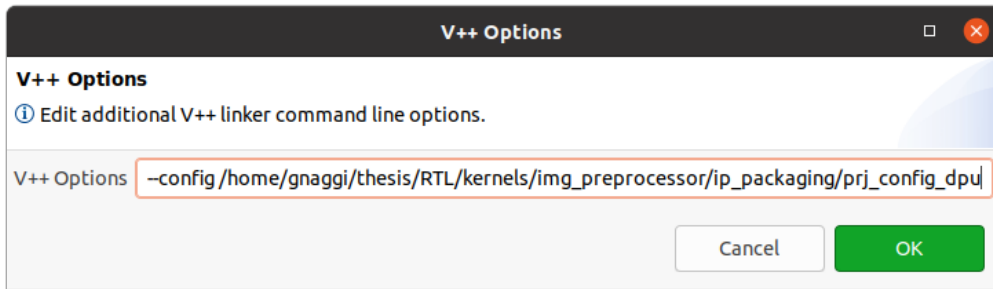 V++ Options
V++ Options
Edit additional V++ linker command line options.
V++ Options --config /home/gnaggi/thesis/RTL/kernels/img_preprocessor/ip_packaging/prj_config_dpu
Cancel OK